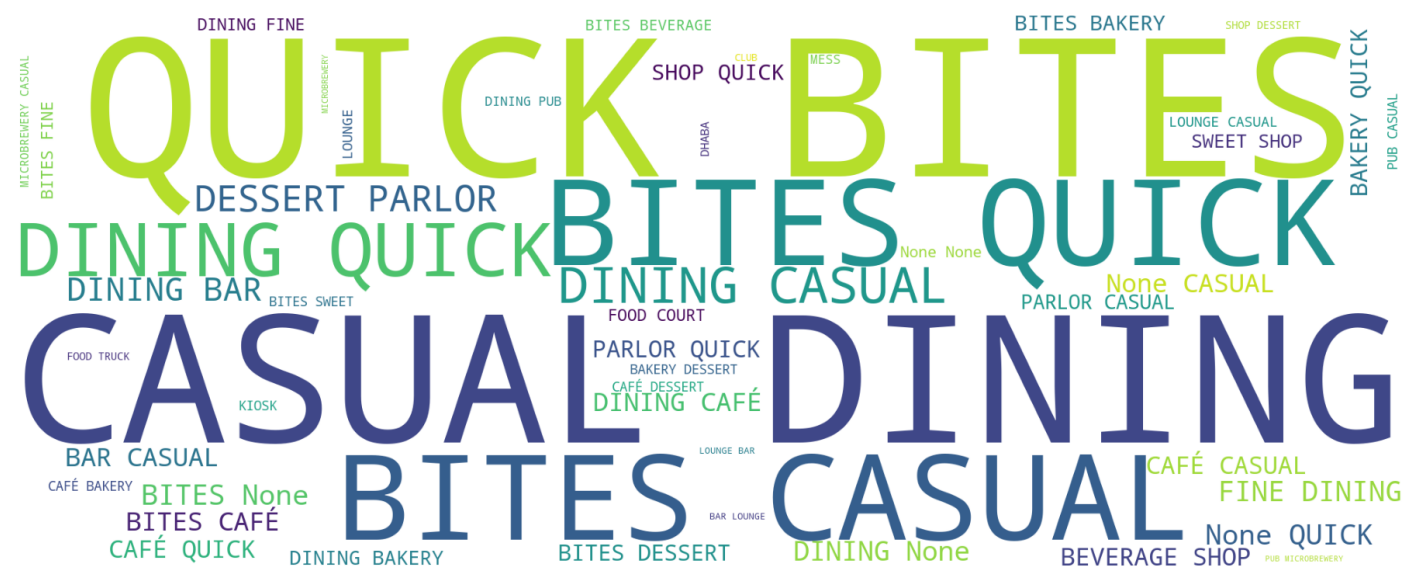 DINING FINE
BITES BEVERAGE
BITES BAKERY
SHOP DESSERT
QUICK BITES
MICROBREWERY CASUAL
BITES FINE
MICROBREWERY
LOUNGE
DINING PUB
CLUB
SHOP QUICK
MESS
DHABA
LOUNGE CASUAL
SWEET SHOP
BAKERY QUICK
PUB CASUAL
DESSERT PARLOR
BITES QUICK
DINING QUICK
None None
DINING BAR
BITES SWEET
DINING CASUAL
None CASUAL
PARLOR CASUAL
FOOD COURT
CASUAL DINING
FOOD TRUCK
KIOSK
PARLOR QUICK
BAKERY DESSERT
CAFÉ DESSERT
DINING CAFÉ
BAR CASUAL
LOUNGE BAR
BITES CASUAL
CAFÉ CASUAL
CAFÉ BAKERY
BITES None
FINE DINING
BITES CAFÉ
BAR LOUNGE
None QUICK
CAFÉ QUICK
DINING BAKERY
BITES DESSERT
DINING None
BEVERAGE SHOP
PUB MICROBREWERY